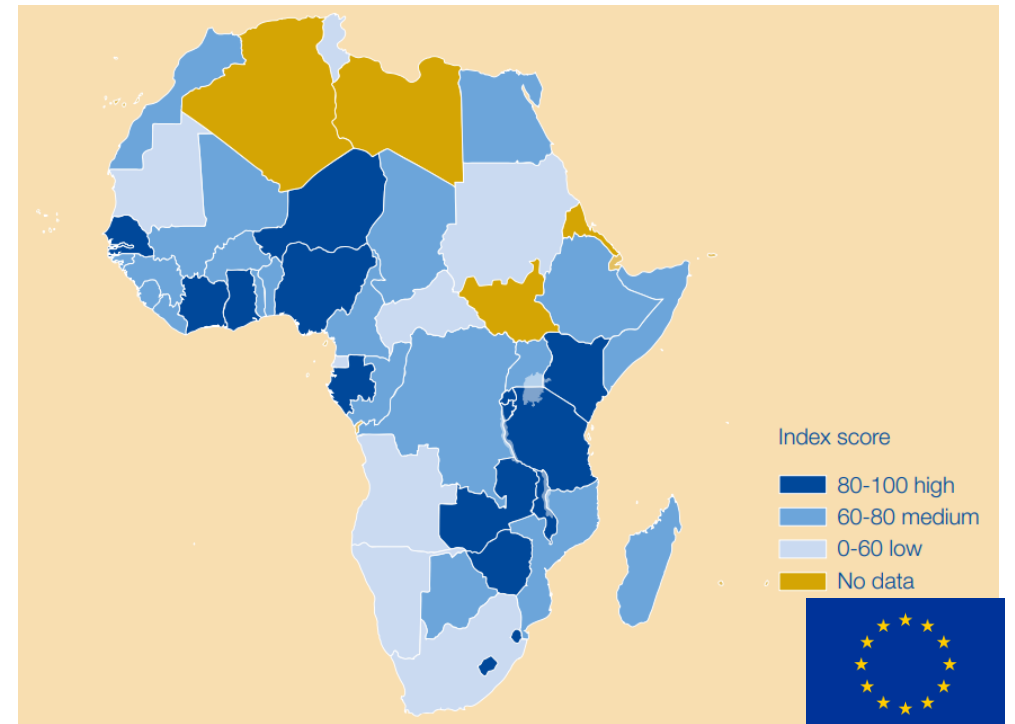 Index score
80-100 high
60-80 medium
0-60 low
No data